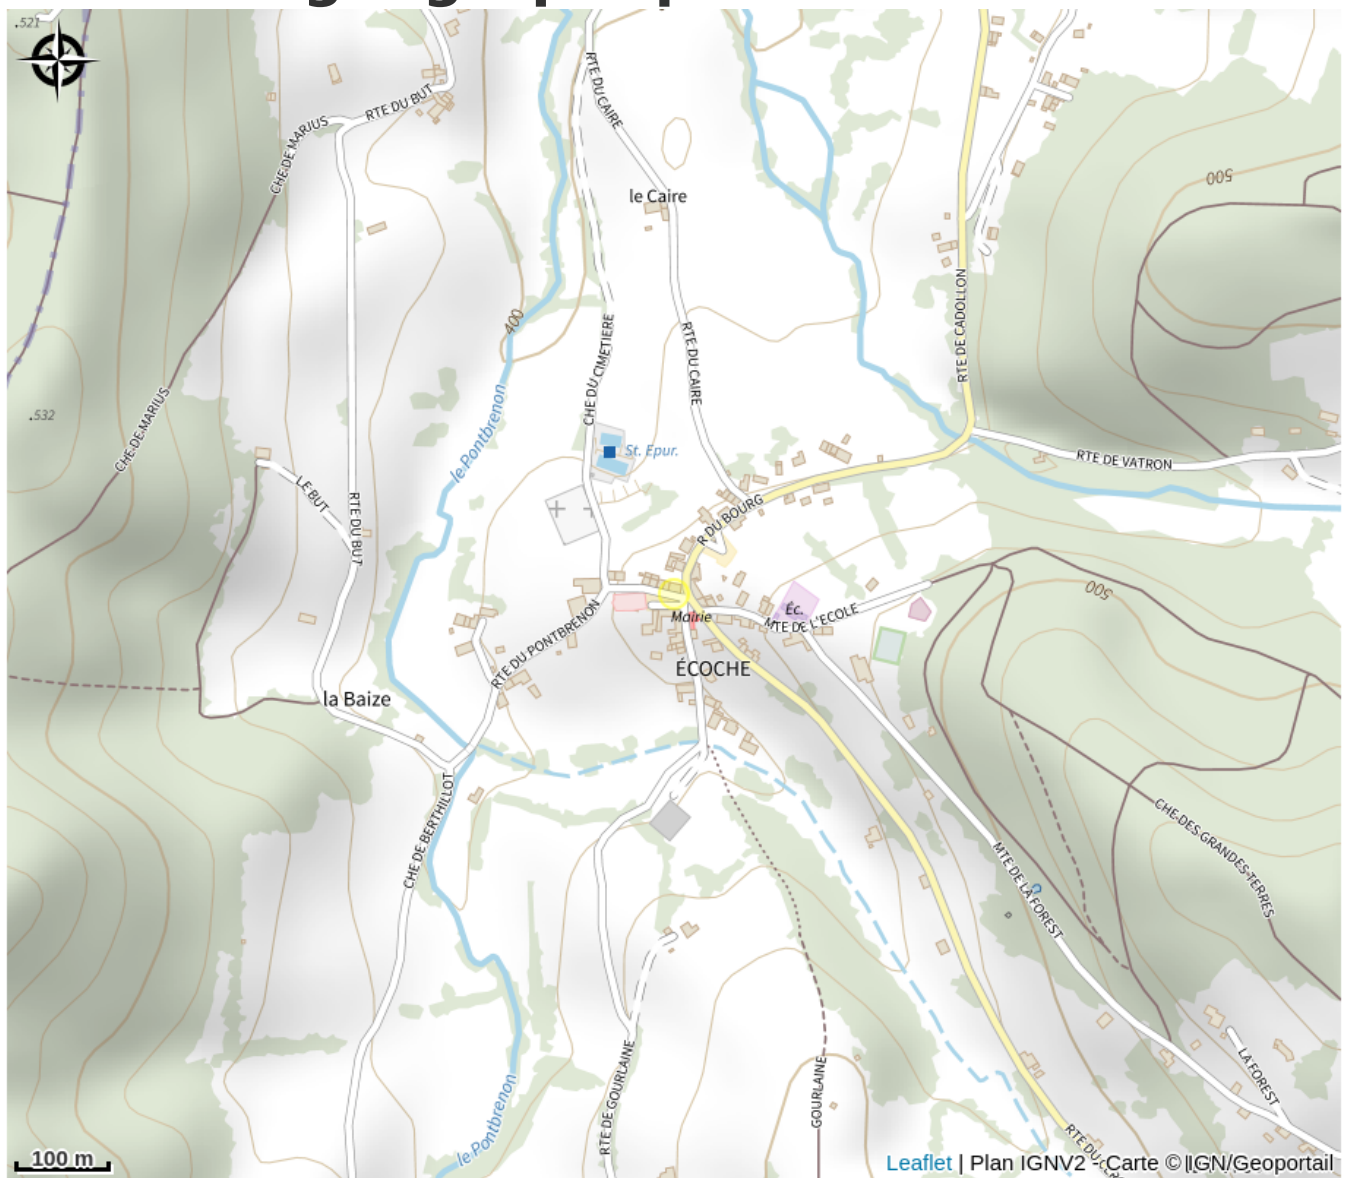 .521
RTE DU BUT
CHE DE MARIUS
RTE DU CAIRE
le Caire
500
400
RTE DE CADOLLON
CHE DU CIMETIERE
RTE DU CAIRE
.532
CHE DE MARIUS
le Pontbrenon
St. Epur.
RTE DE VATRON
LE BUT
RTE DU BUT
R DU BOURG
500
Mairie
Éc.
MTE DE L'ECOLE
RTE DU PONTBRENON
ÉCOCHE
la Baize
CHE DE BERTHILLOT
MTE DE LA FOREST
CHE DES GRANDES TERRES
RTE DE GOURLAINE
GOURLAINE
LA FOREST
le Pontbrenon
100 m
Leaflet | Plan IGNV2 - Carte © IGN/Geoportail